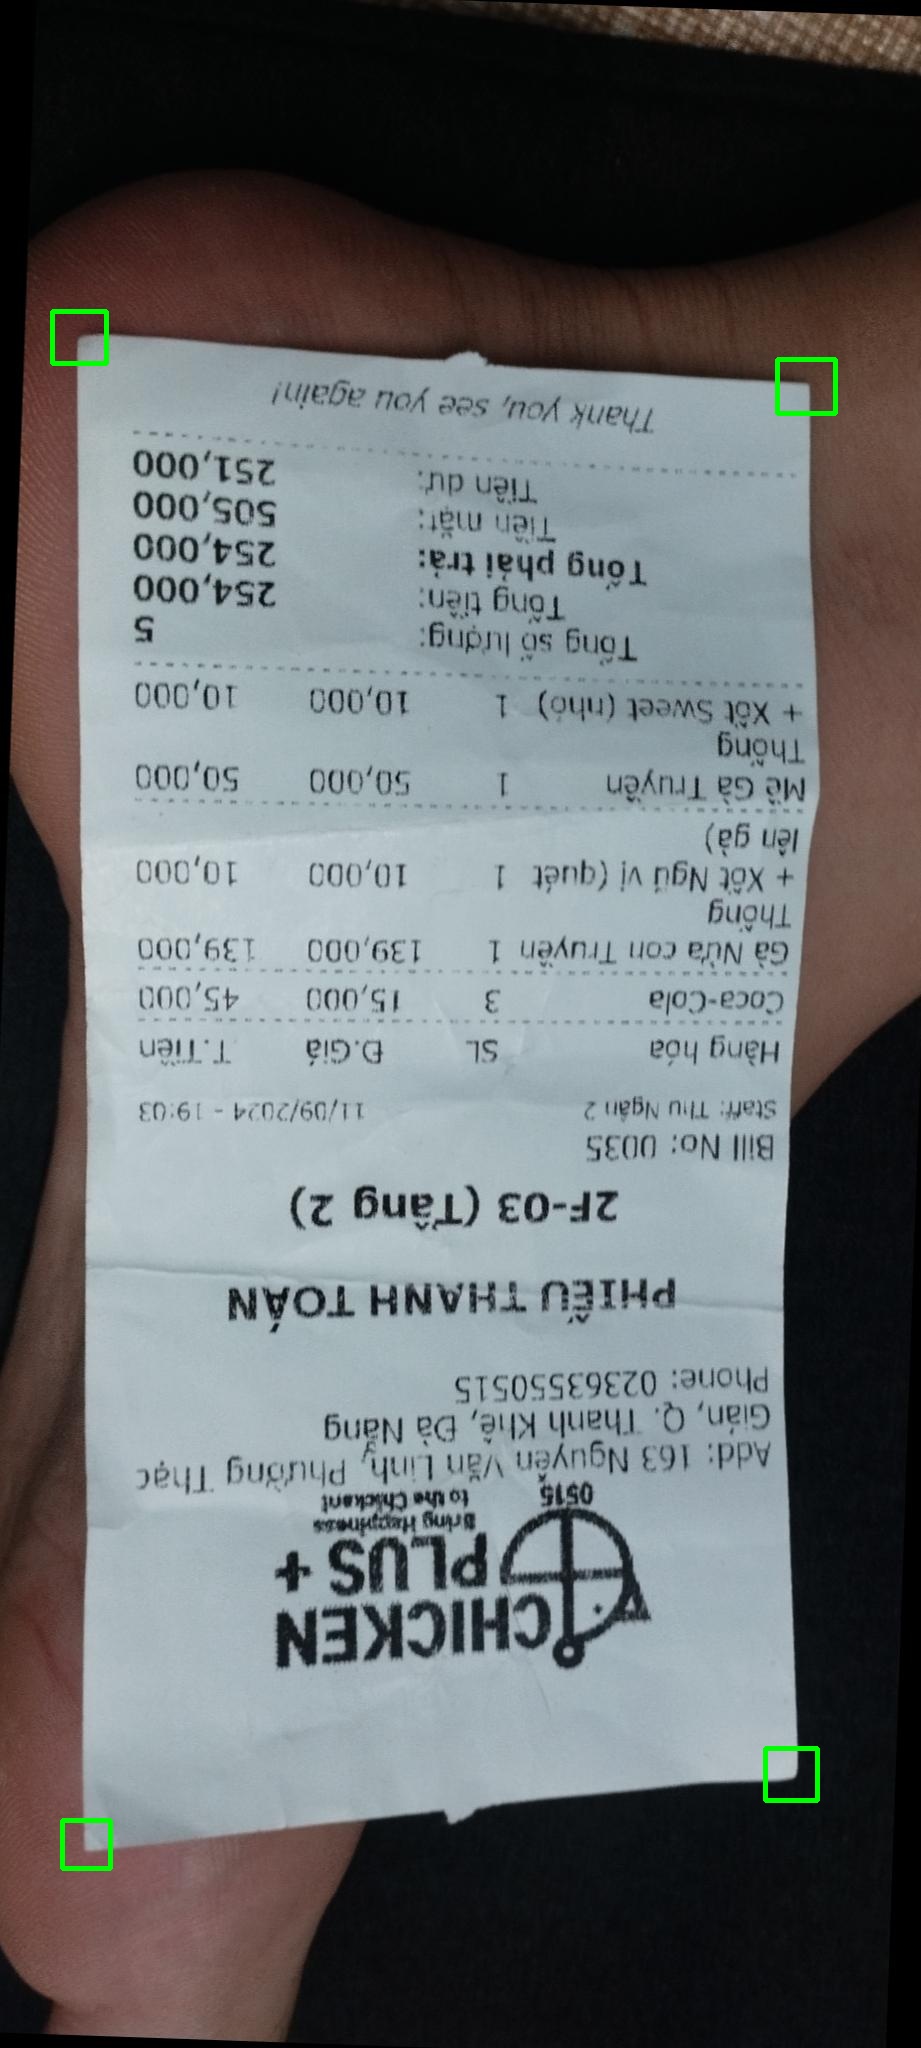 CHICKEN
PLUS +
Bring Happiness
to the Chickant
0515
Add: 163 Nguyễn Văn Linh, Phường Thạc
Gián, Q. Thanh Khê, Đà Nẵng
Phone: 02363550515
PHIẾU THANH TOÁN
2F-03 (Tầng 2)
Bill No: 0035
Staff: Thu Ngân 2 11/09/2024 - 19:03
Hàng hóa SL Đ.Giá T.Tiền
Coca-Cola 3 15,000 45,000
Gà Nửa con Truyền 1 139,000 139,000
Thống
+ Xốt Ngũ vị (quét 1 10,000 10,000
lên gà)
Mề Gà Truyền 1 50,000 50,000
Thống
+ Xốt Sweet (nhỏ) 1 10,000 10,000
Tổng số lượng: 5
Tổng tiền: 254,000
Tổng phải trả: 254,000
Tiền mặt: 505,000
Tiền dư: 251,000
Thank you, see you again!